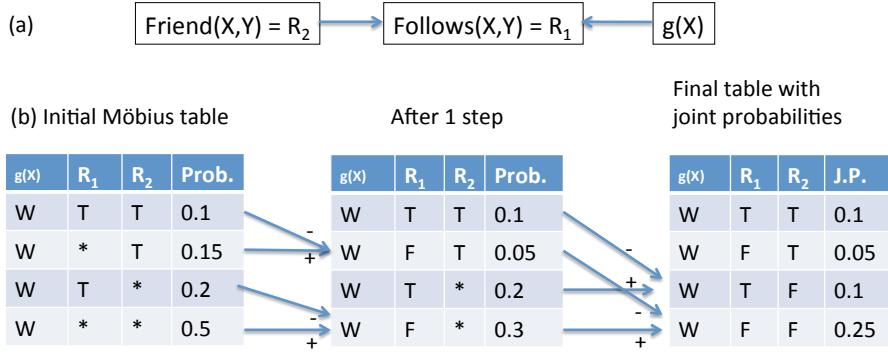 (a) Friend(X,Y) = R2 Follows(X,Y) = R1 g(X)
(b) Initial Möbius table After 1 step Final table with joint probabilities
g(X) R1 R2 Prob.
W T T 0.1
W * T 0.15
W T * 0.2
W * * 0.5
- + - +
g(X) R1 R2 Prob.
W T T 0.1
W F T 0.05
W T * 0.2
W F * 0.3
- + - +
g(X) R1 R2 J.P.
W T T 0.1
W F T 0.05
W T F 0.1
W F F 0.25